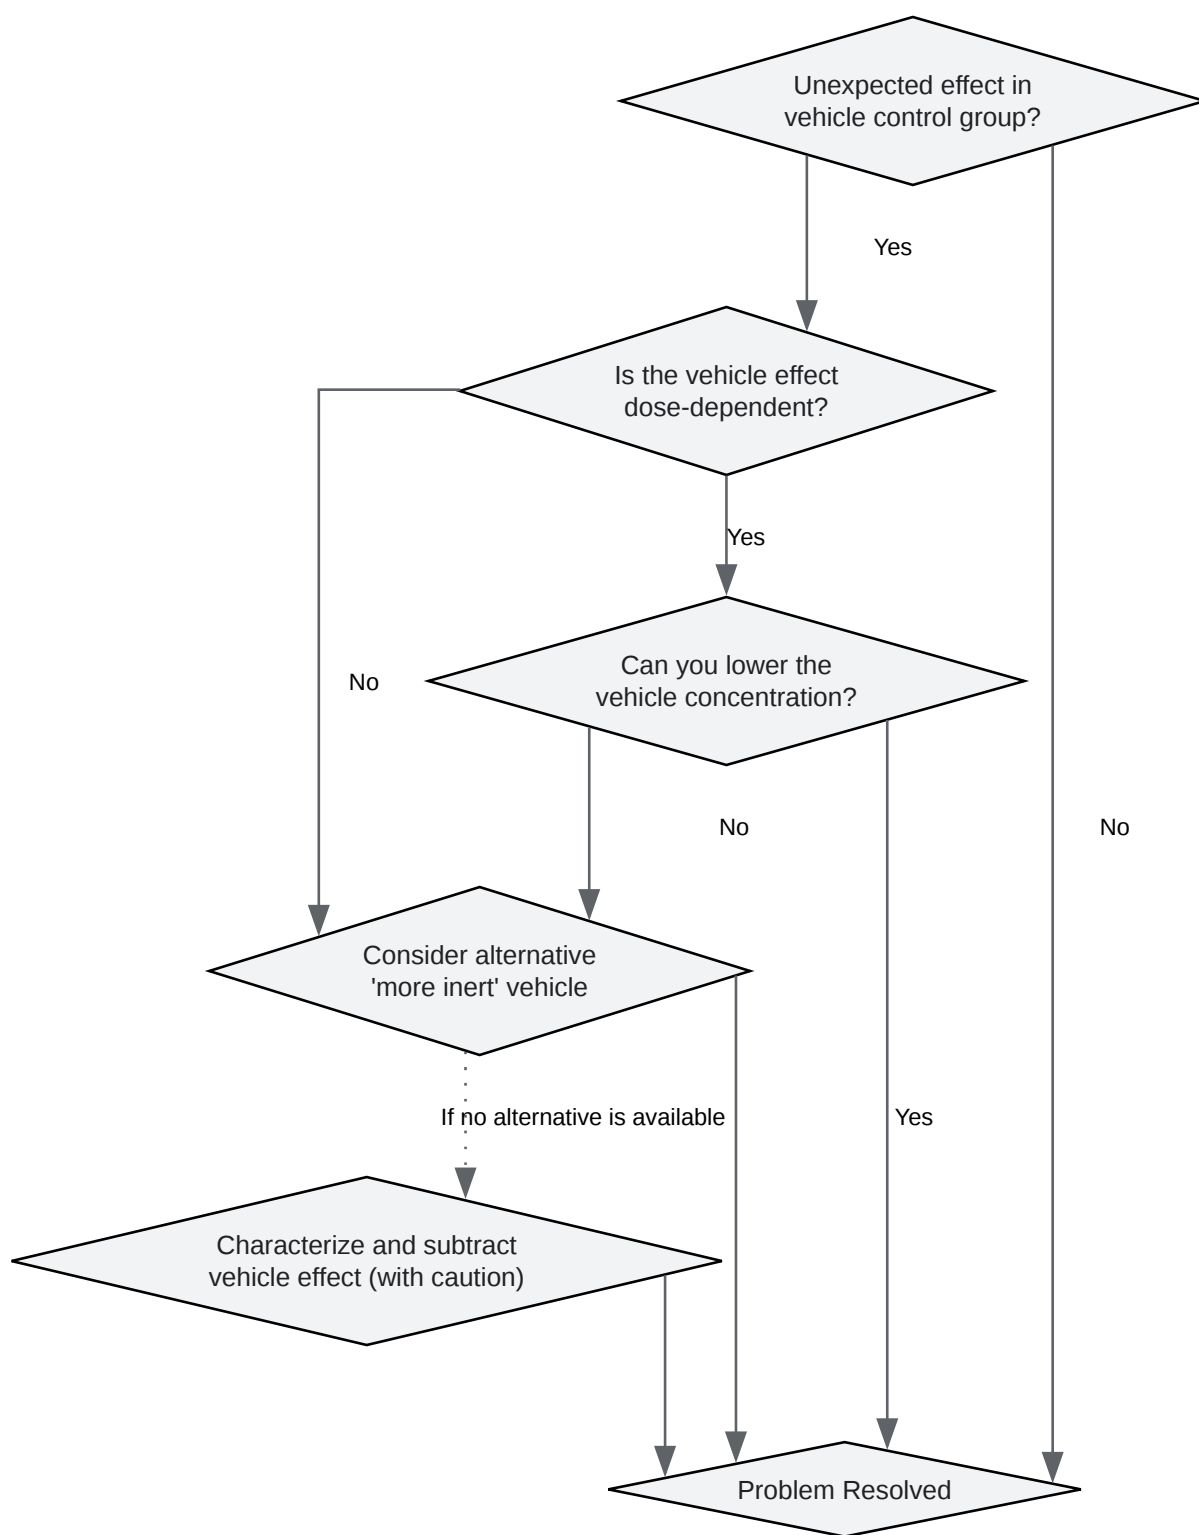 Unexpected effect in
vehicle control group?
Yes
Is the vehicle effect
dose-dependent?
Yes
Can you lower the
vehicle concentration?
No
No
No
Consider alternative
'more inert' vehicle
If no alternative is available
Yes
Characterize and subtract
vehicle effect (with caution)
Problem Resolved